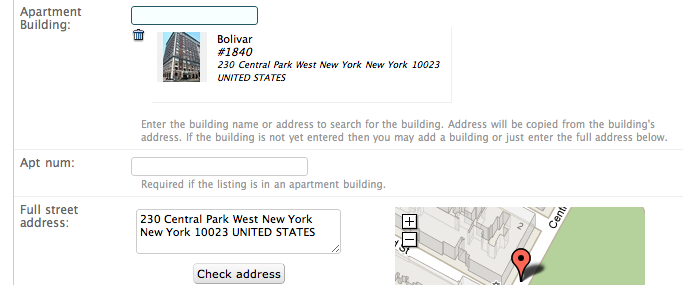 Apartment
Building:
Bolivar
#1840
230 Central Park West New York New York 10023
UNITED STATES
Enter the building name or address to search for the building. Address will be copied from the building's
address. If the building is not yet entered then you may add a building or just enter the full address below.
Apt num:
Required if the listing is in an apartment building.
Full street
address:
230 Central Park West New York
New York 10023 UNITED STATES
Check address
+
−
2
St